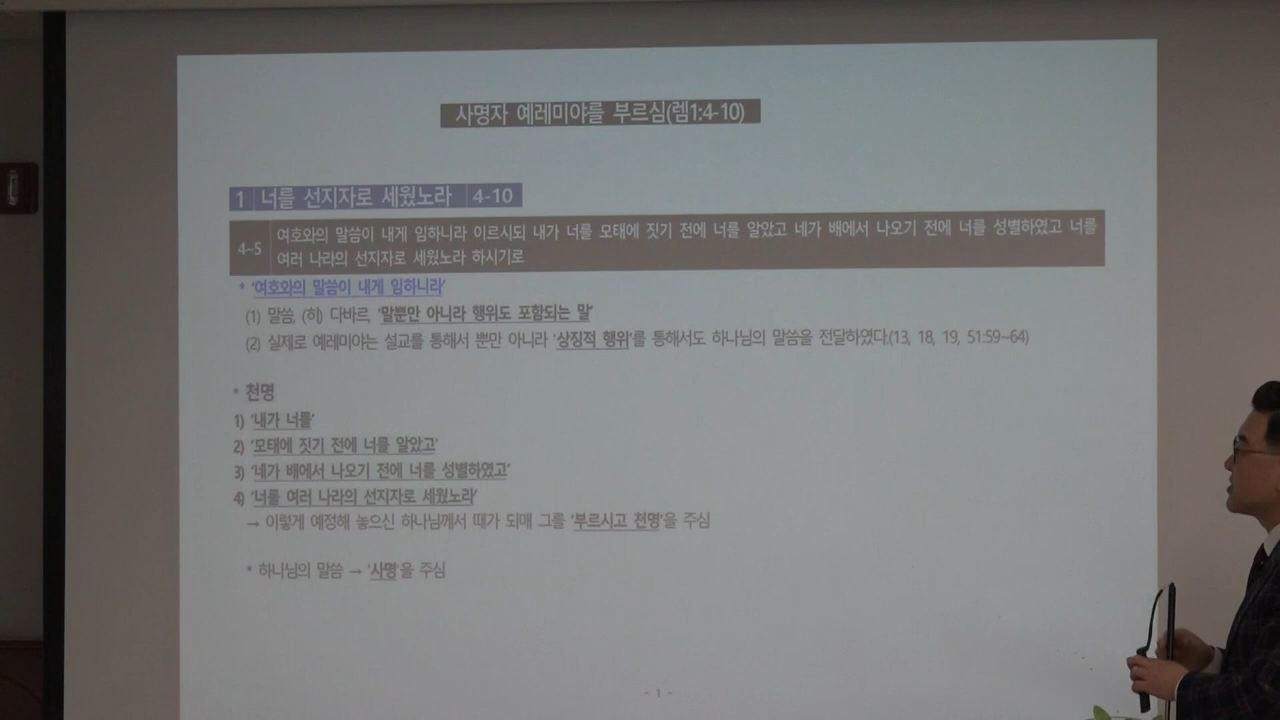 사명자 예레미야를 부르심(렘1:4-10)
1 너를 선지자로 세웠노라 4-10
4~5 여호와의 말씀이 내게 임하니라 이르시되 내가 너를 모태에 짓기 전에 너를 알았고 네가 배에서 나오기 전에 너를 성별하였고 너를
여러 나라의 선지자로 세웠노라 하시기로
* '여호와의 말씀이 내게 임하니라'
(1) 말씀, (히) 다바르, '말뿐만 아니라 행위도 포함되는 말'
(2) 실제로 예레미야는 설교를 통해서 뿐만 아니라 '상징적 행위'를 통해서도 하나님의 말씀을 전달하였다.(13, 18, 19, 51:59~64)
* 천명
1) '내가 너를'
2) '모태에 짓기 전에 너를 알았고'
3) '네가 배에서 나오기 전에 너를 성별하였고'
4) '너를 여러 나라의 선지자로 세웠노라'
→ 이렇게 예정해 놓으신 하나님께서 때가 되매 그를 '부르시고 천명'을 주심
* 하나님의 말씀 → '사명'을 주심
- 1 -